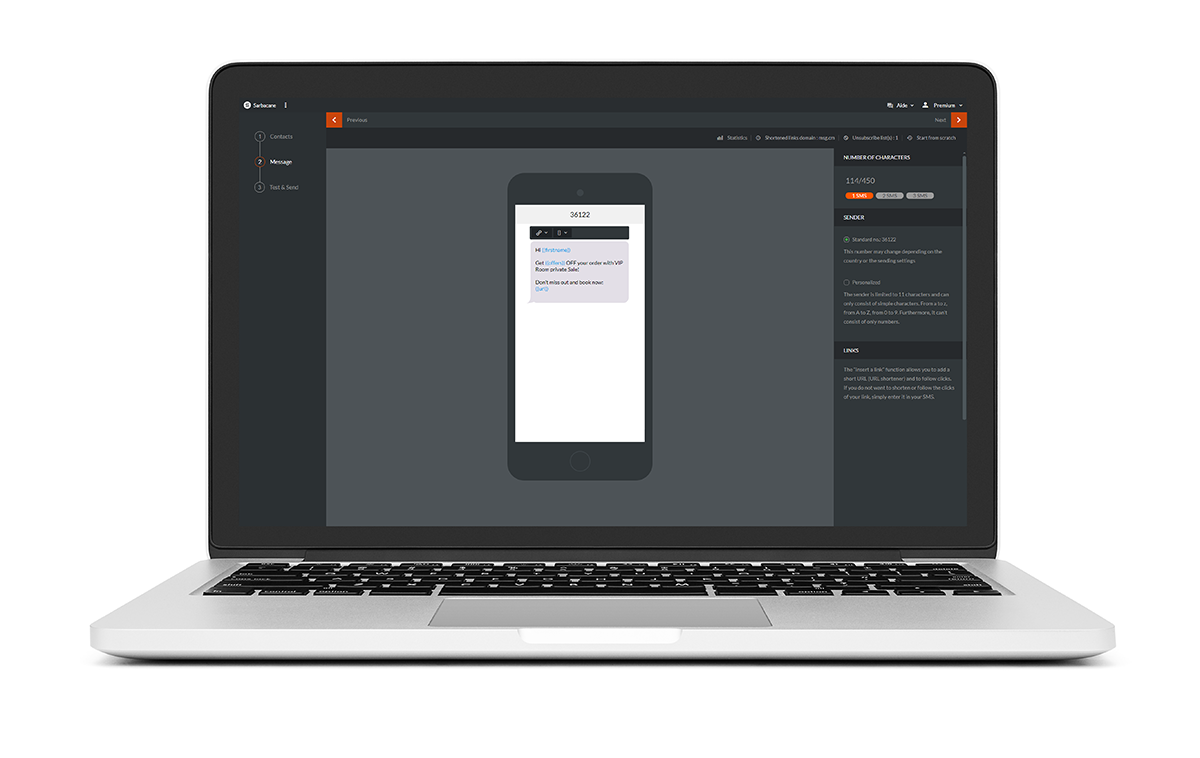 Sarbacane
Aide
Premium
Previous
Next
1 Contacts
2 Message
3 Test & Send
Statistics
Shortened links domain : msg.cm
Unsubscribe list(s) : 1
Start from scratch
36122
Hi {{firstname}}
Get {{offers}} OFF your order with VIP
Room private Sale!
Don't miss out and book now:
NUMBER OF CHARACTERS
114/450
1 SMS
2 SMS
3 SMS
SENDER
Standard no.: 36122
This number may change depending on the
country or the sending settings
Personalized
The sender is limited to 11 characters and can
only consist of simple characters. From a to z,
from A to Z, from 0 to 9. Furthermore, it can't
consist of only numbers.
LINKS
The "insert a link" function allows you to add a
short URL (URL shortener) and to follow clicks.
If you do not want to shorten or follow the clicks
of your link, simply enter it in your SMS.
control
option